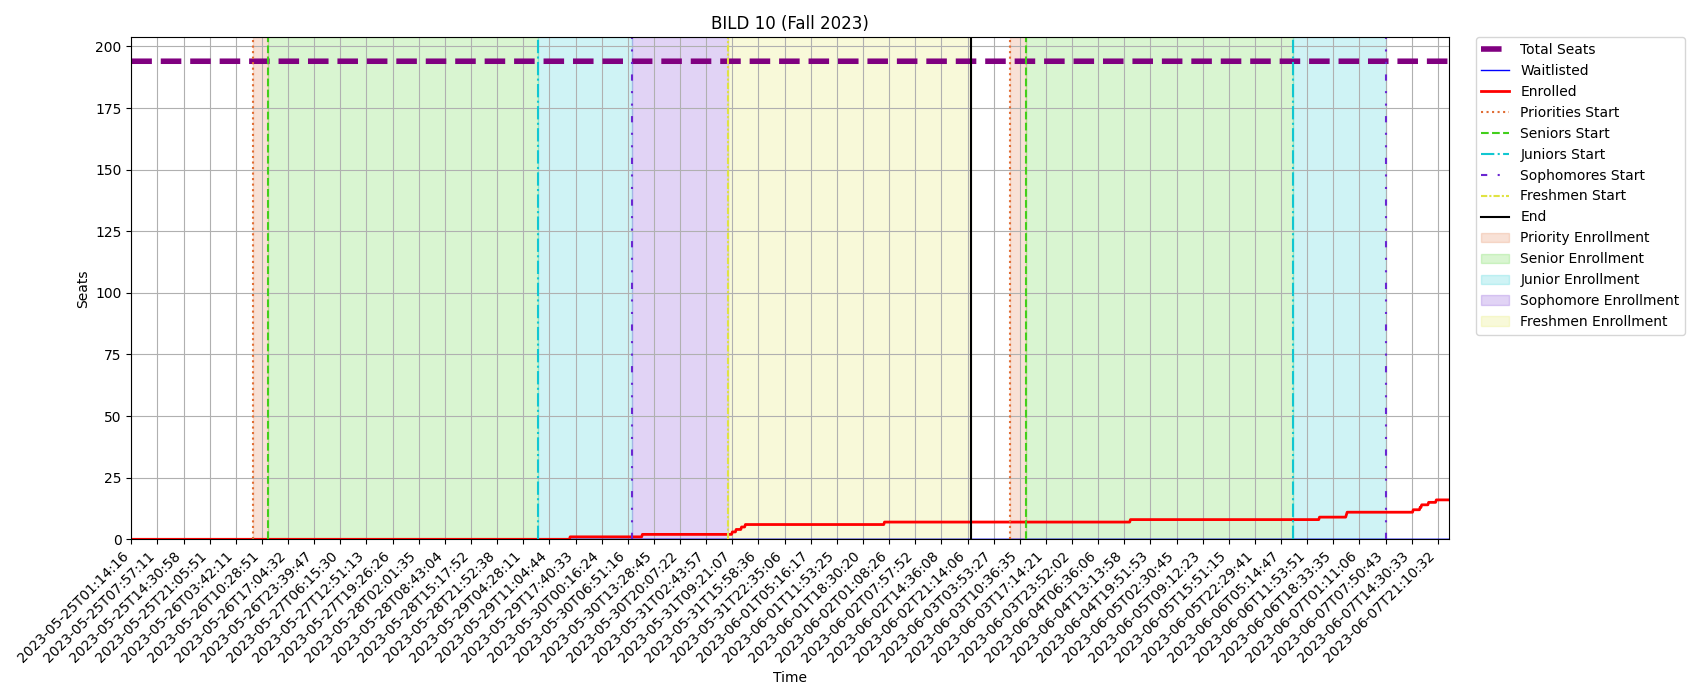 BILD 10 (Fall 2023)
200
175
150
125
100
75
50
25
0
Seats
2023-05-25T01:14:16
2023-05-25T07:57:11
2023-05-25T14:30:58
2023-05-25T21:05:51
2023-05-26T03:42:11
2023-05-26T10:28:51
2023-05-26T17:04:32
2023-05-26T23:39:47
2023-05-27T06:15:30
2023-05-27T12:51:13
2023-05-27T19:26:26
2023-05-28T02:01:35
2023-05-28T08:43:04
2023-05-28T15:17:52
2023-05-28T21:52:38
2023-05-29T04:28:11
2023-05-29T11:04:44
2023-05-29T17:40:33
2023-05-30T00:16:24
2023-05-30T06:51:16
2023-05-30T13:28:45
2023-05-30T20:07:22
2023-05-31T02:43:57
2023-05-31T09:21:07
2023-05-31T15:58:36
2023-05-31T22:35:06
2023-06-01T05:16:17
2023-06-01T11:53:25
2023-06-01T18:30:20
2023-06-02T01:08:26
2023-06-02T07:57:52
2023-06-02T14:36:08
2023-06-02T21:14:06
2023-06-03T03:53:27
2023-06-03T10:36:35
2023-06-03T17:14:21
2023-06-03T23:52:02
2023-06-04T06:36:06
2023-06-04T13:13:58
2023-06-04T19:51:53
2023-06-05T02:30:45
2023-06-05T09:12:23
2023-06-05T15:51:15
2023-06-05T22:29:41
2023-06-06T05:14:47
2023-06-06T11:53:51
2023-06-06T18:33:35
2023-06-07T01:11:06
2023-06-07T07:50:43
2023-06-07T14:30:33
2023-06-07T21:10:32
Time
Total Seats
Waitlisted
Enrolled
Priorities Start
Seniors Start
Juniors Start
Sophomores Start
Freshmen Start
End
Priority Enrollment
Senior Enrollment
Junior Enrollment
Sophomore Enrollment
Freshmen Enrollment